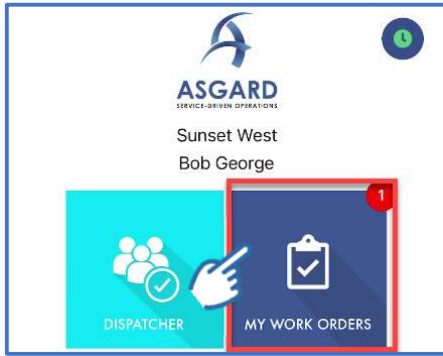 ASGARD
SERVICE-DRIVEN OPERATIONS
Sunset West
Bob George
1
DISPATCHER
MY WORK ORDERS